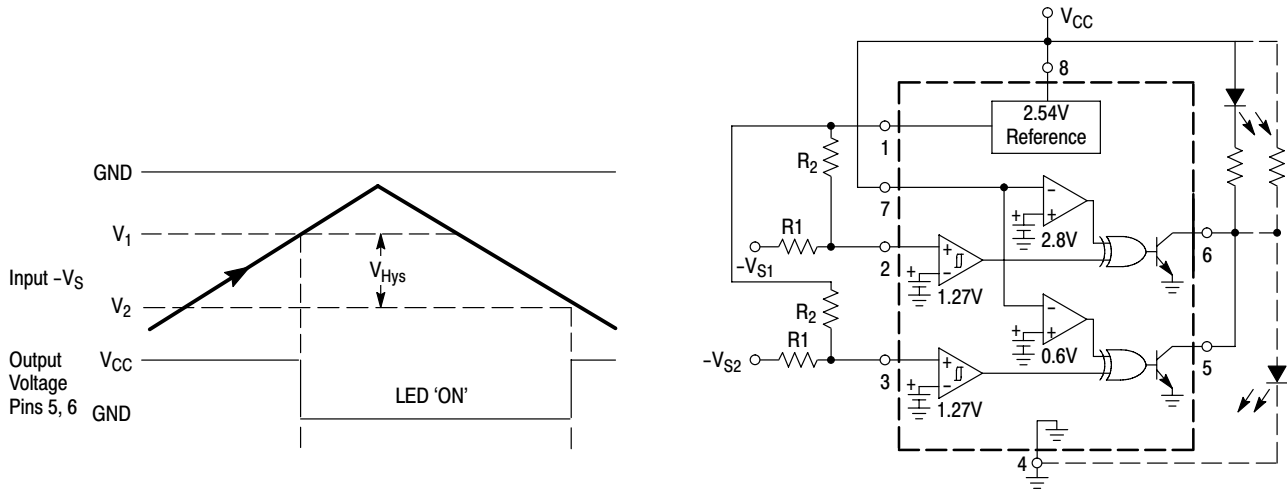 GND
V1
Input –VS
VHys
V2
Output
Voltage
Pins 5, 6
VCC
GND
LED ‘ON’
VCC
8
2.54V
Reference
1
R2
7
R1
–VS1
2
2.8V
6
1.27V
R2
R1
–VS2
3
0.6V
5
1.27V
4
+
–
+
+
–
+
–
+
+
–
+
–
+
+
–
+